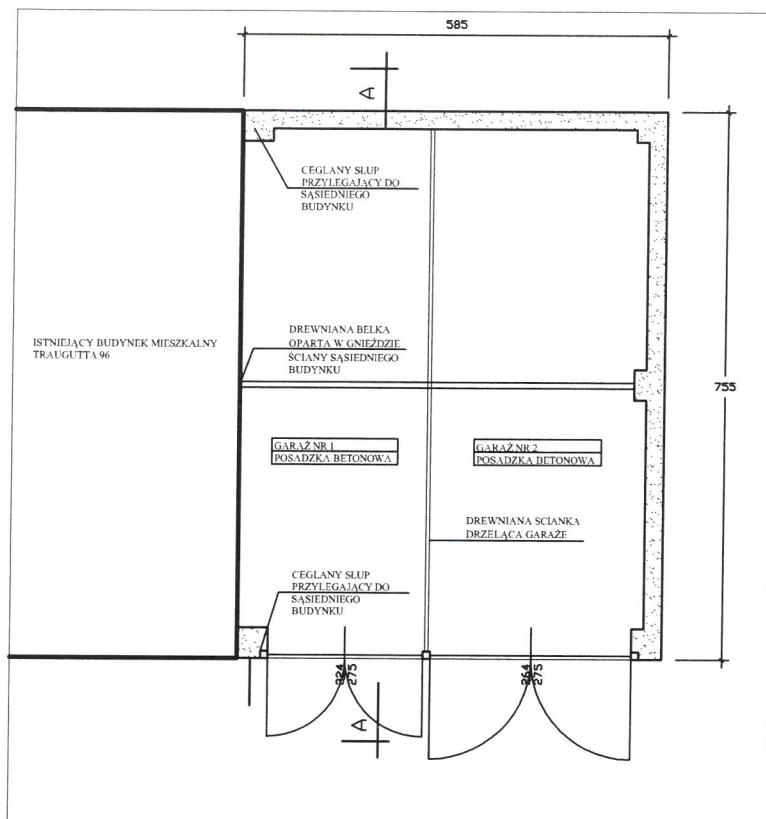 585
A
CEGLANY SŁUP
PRZYLEGAJĄCY DO
SĄSIEDNIEGO
BUDYNKU
ISTNIEJĄCY BUDYNEK MIESZKALNY
TRAUGUTTA 96
DREWNIANA BELKA
OPARTA W GNIEŹDZIE
ŚCIANY SĄSIEDNIEGO
BUDYNKU
755
GARAŻ NR 1
POSADZKA BETONOWA
GARAŻ NR 2
POSADZKA BETONOWA
DREWNIANA SCIANKA
DRZELĄCA GARAŻE
CEGLANY SŁUP
PRZYLEGAJĄCY DO
SĄSIEDNIEGO
BUDYNKU
224
275
264
275
A